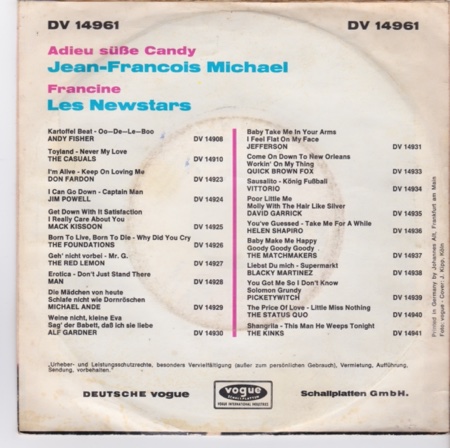 DV 14961
DV 14961
Adieu süße Candy
Jean-Francois Michael
Francine
Les Newstars
Kartoffel Beat - Oo-De-Le-Boo
ANDY FISHER DV 14908
Toyland - Never My Love
THE CASUALS DV 14910
I'm Alive - Keep On Loving Me
DON FARDON DV 14923
I Can Go Down - Captain Man
JIM POWELL DV 14924
Get Down With It Satisfaction
I Really Care About You
MACK KISSOON DV 14925
Born To Live, Born To Die - Why Did You Cry
THE FOUNDATIONS DV 14926
Geh' nicht vorbei - Mr. G.
THE RED LEMON DV 14927
Erotica - Don't Just Stand There
MAN DV 14928
Die Mädchen von heute
Schlafe nicht wie Dornröschen
MICHAEL ANDE DV 14929
Weine nicht, kleine Eva
Sag' der Babett, daß ich sie liebe
ALF GARDNER DV 14930
Baby Take Me In Your Arms
I Feel Flat On My Face
JEFFERSON DV 14931
Come On Down To New Orleans
Workin' On My Thing
QUICK BROWN FOX DV 14933
Sausalito - König Fußball
VITTORIO DV 14934
Poor Little Me
Molly With The Hair Like Silver
DAVID GARRICK DV 14935
You've Guessed - Take Me For A While
HELEN SHAPIRO DV 14936
Baby Make Me Happy
Goody Goody Goody
THE MATCHMAKERS DV 14937
Liebst Du mich - Supermarkt
BLACKY MARTINEZ DV 14938
You Got Me So I Don't Know
Solomon Grundy
PICKETYWITCH DV 14939
The Price Of Love - Little Miss Nothing
THE STATUS QUO DV 14940
Shangrila - This Man He Weeps Tonight
THE KINKS DV 14941
Printed in Germany by Johannes Alt, Frankfurt am Main
Foto: vogue - Cover: J. Kipp, Köln
„Urheber- und Leistungsschutzrechte, besonders Vervielfältigung (außer zum persönlichen Gebrauch), Vermietung, Aufführung,
Sendung, vorbehalten."
DEUTSCHE vogue
vogue
SCHALLPLATTEN
VOGUE INTERNATIONAL INDUSTRIES
Schallplatten GmbH.